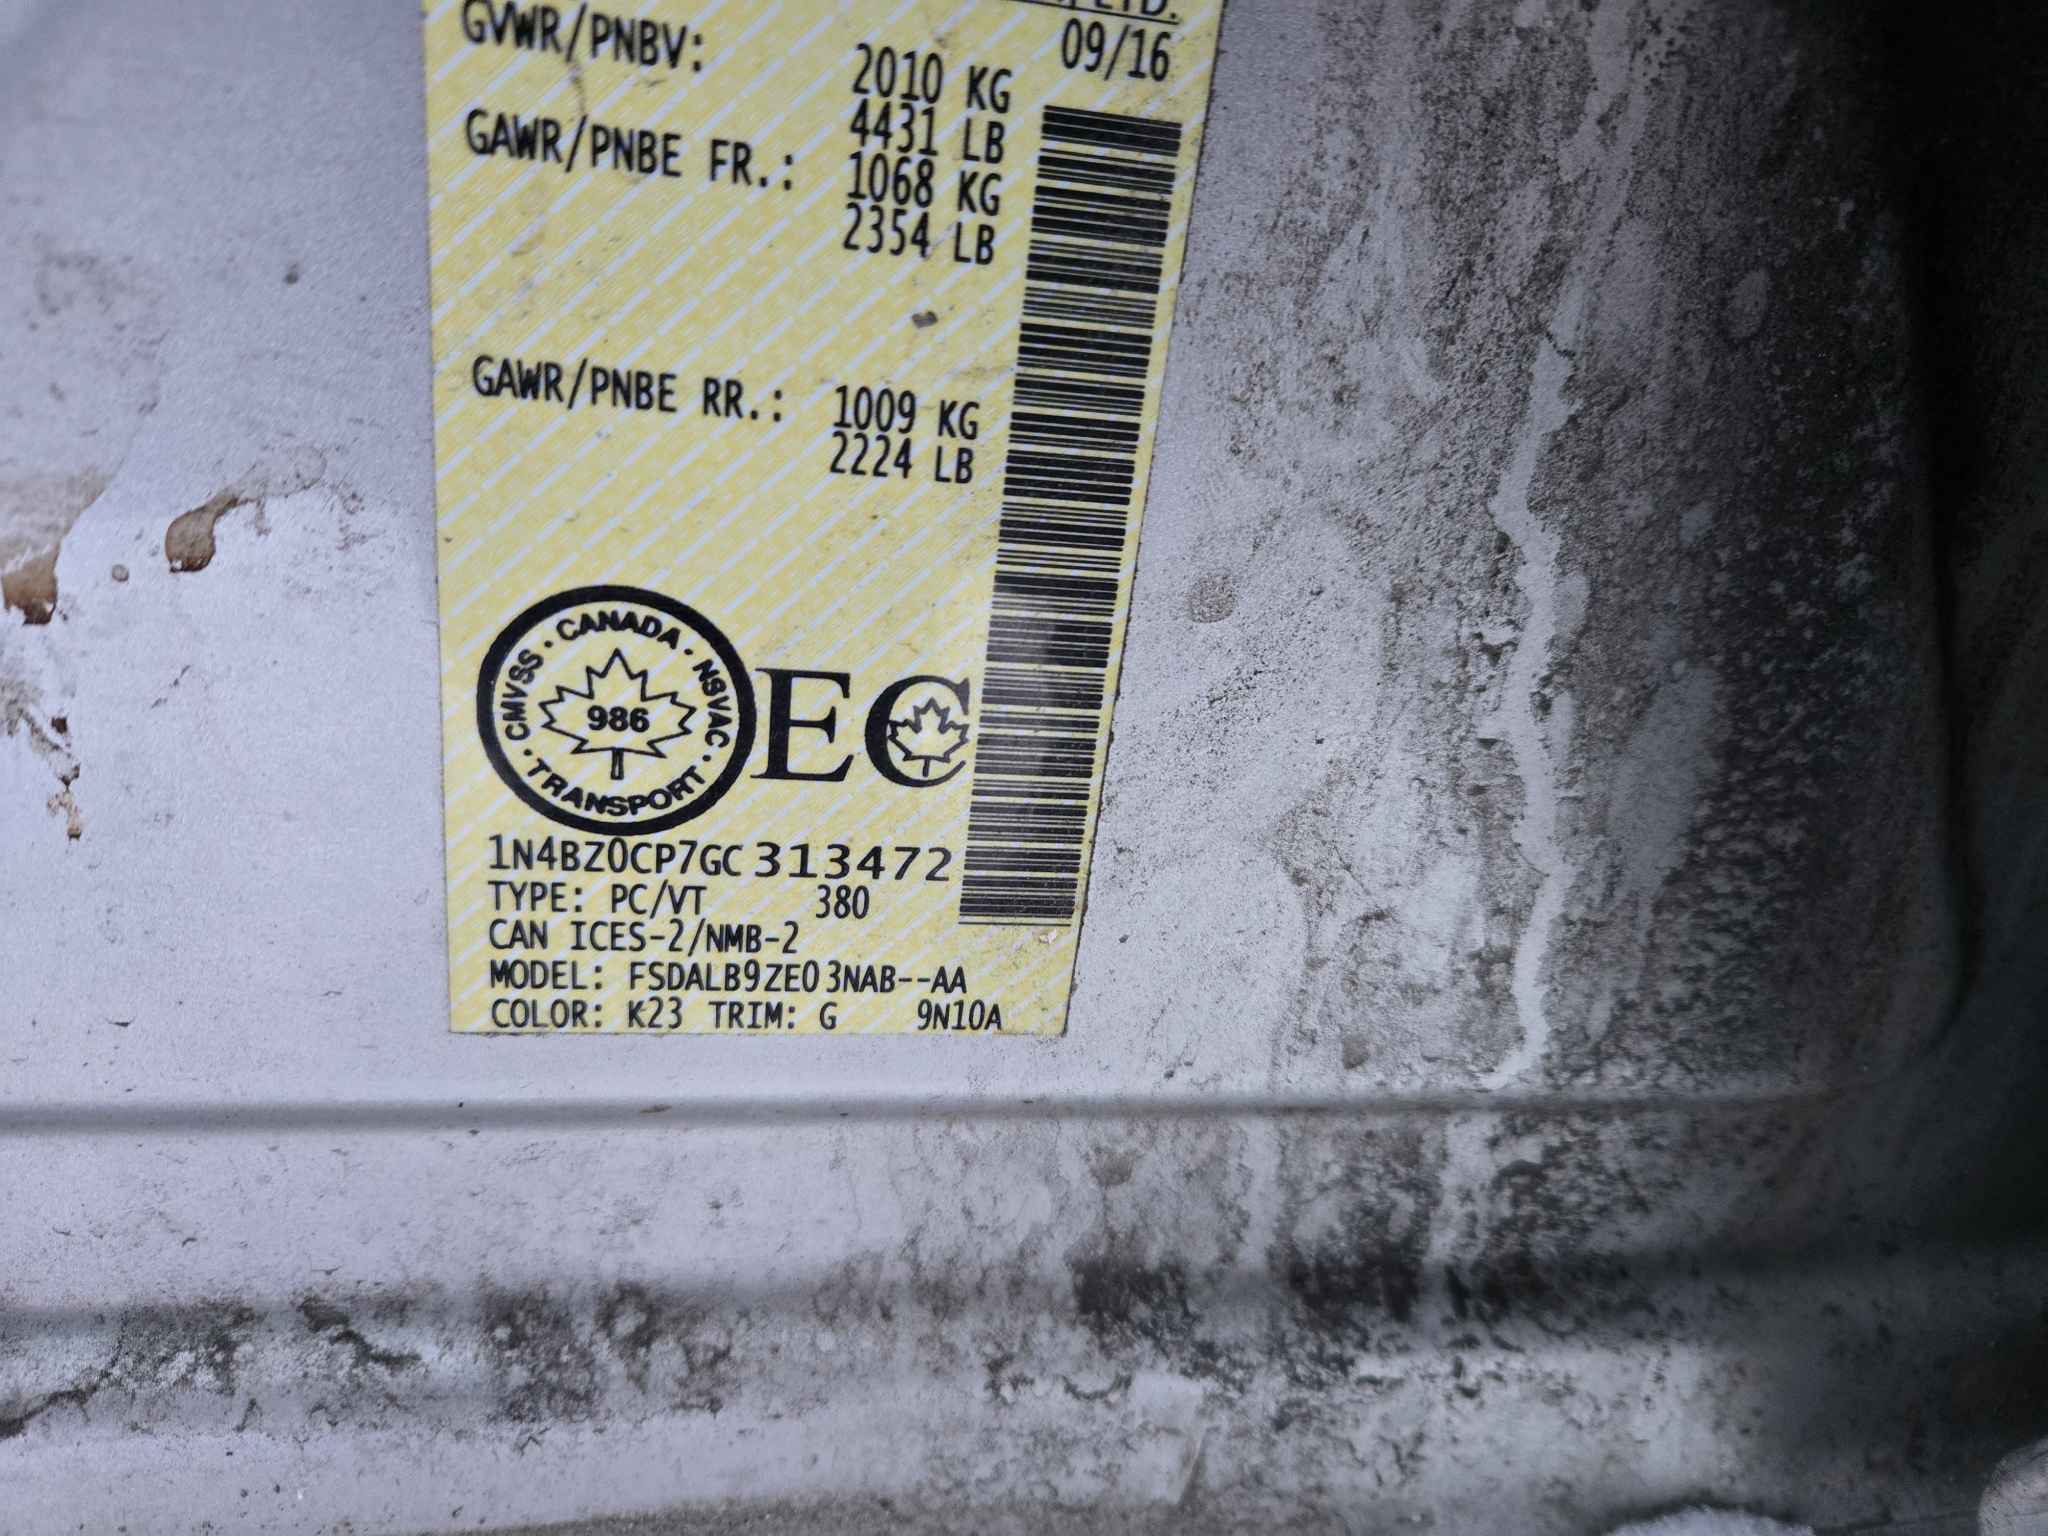 LTD.
09/16
GVWR/PNBV: 2010 KG
4431 LB
GAWR/PNBE FR.: 1068 KG
2354 LB
GAWR/PNBE RR.: 1009 KG
2224 LB
CANADA · NSVAC · TRANSPORT · CMVSS ·
986
EC
1N4BZ0CP7GC313472
TYPE: PC/VT 380
CAN ICES-2/NMB-2
MODEL: FSDALB9ZE03NAB--AA
COLOR: K23 TRIM: G 9N10A